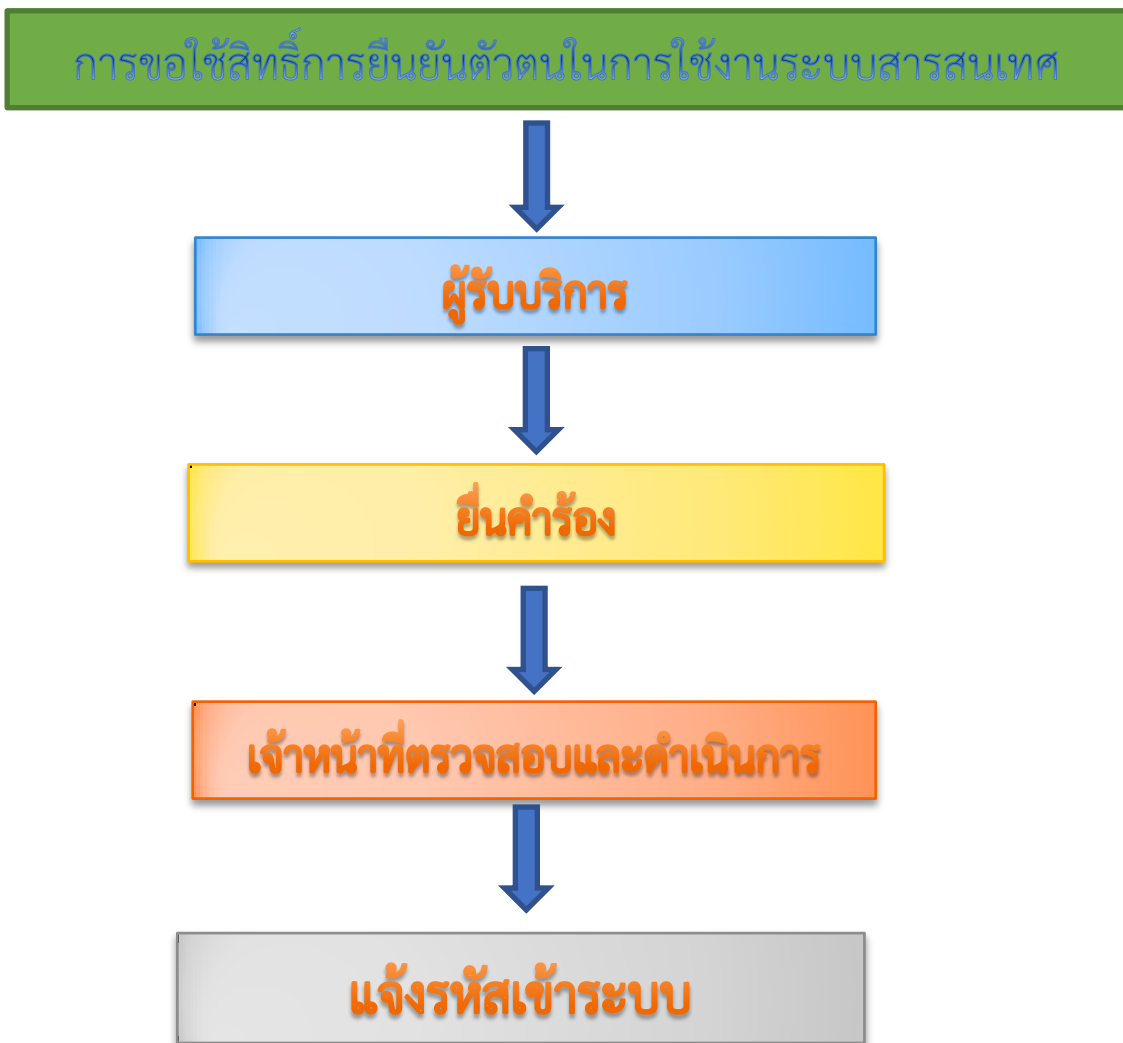 การขอใช้สิทธิ์การยืนยันตัวตนในการใช้งานระบบสารสนเทศ
ผู้รับบริการ
ยื่นคำร้อง
เจ้าหน้าที่ตรวจสอบและดำเนินการ
แจ้งรหัสเข้าระบบ